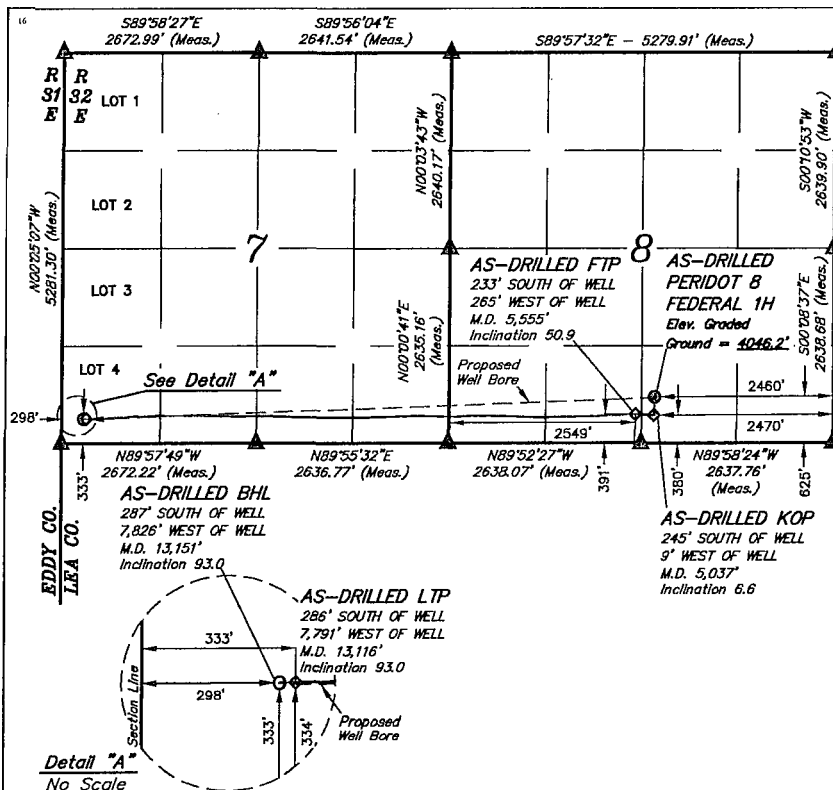 16
S89°58'27"E
2672.99' (Meas.)
S89°56'04"E
2641.54' (Meas.)
S89°57'32"E – 5279.91' (Meas.)
R R
31 32
E E
LOT 1
LOT 2
LOT 3
LOT 4
7
8
N00°05'07"W
5281.30' (Meas.)
N00°03'43"W
2640.17' (Meas.)
N00°00'41"E
2635.16' (Meas.)
S00°10'53"W
2639.90' (Meas.)
S00°08'37"E
2638.68' (Meas.)
AS-DRILLED FTP
233' SOUTH OF WELL
265' WEST OF WELL
M.D. 5,555'
Inclination 50.9
AS-DRILLED
PERIDOT 8
FEDERAL 1H
Elev. Graded
Ground = 4046.2'
Proposed
Well Bore
See Detail "A"
298'
2460'
2549'
2470'
333'
391'
380'
625'
N89°57'49"W
2672.22' (Meas.)
N89°55'32"E
2636.77' (Meas.)
N89°52'27"W
2638.07' (Meas.)
N89°58'24"W
2637.76'
(Meas.)
AS-DRILLED BHL
287' SOUTH OF WELL
7,826' WEST OF WELL
M.D. 13,151'
Inclination 93.0
AS-DRILLED KOP
245' SOUTH OF WELL
9' WEST OF WELL
M.D. 5,037'
Inclination 6.6
EDDY CO.
LEA CO.
AS-DRILLED LTP
286' SOUTH OF WELL
7,791' WEST OF WELL
M.D. 13,116'
Inclination 93.0
333'
298'
Section Line
333'
334'
Proposed
Well Bore
Detail "A"
No Scale